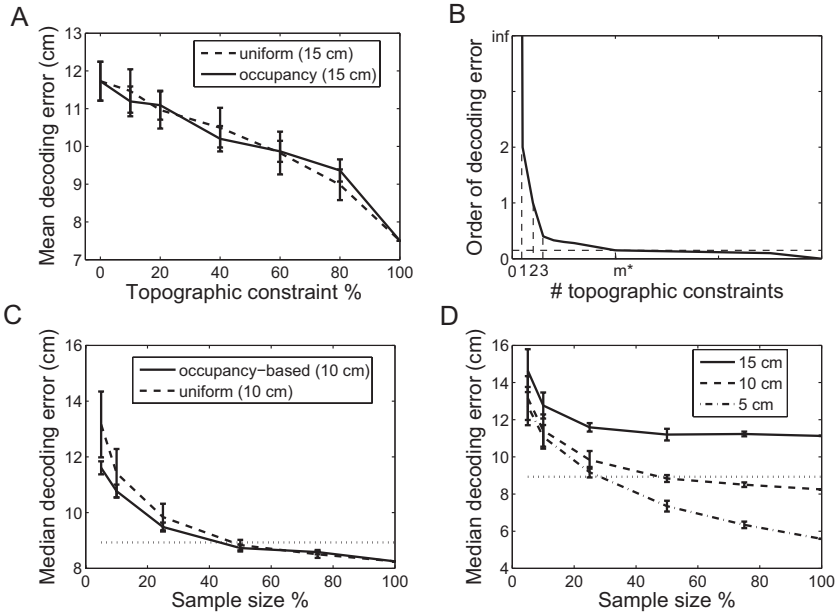 A
Mean decoding error (cm)
13
12
11
10
9
8
7
0 20 40 60 80 100
Topographic constraint %
uniform (15 cm)
occupancy (15 cm)
B
Order of decoding error
inf
2
1
0
0 1 2 3 m*
# topographic constraints
C
Median decoding error (cm)
16
14
12
10
8
0 20 40 60 80 100
Sample size %
occupancy-based (10 cm)
uniform (10 cm)
D
Median decoding error (cm)
16
14
12
10
8
6
4
0 20 40 60 80 100
Sample size %
15 cm
10 cm
5 cm